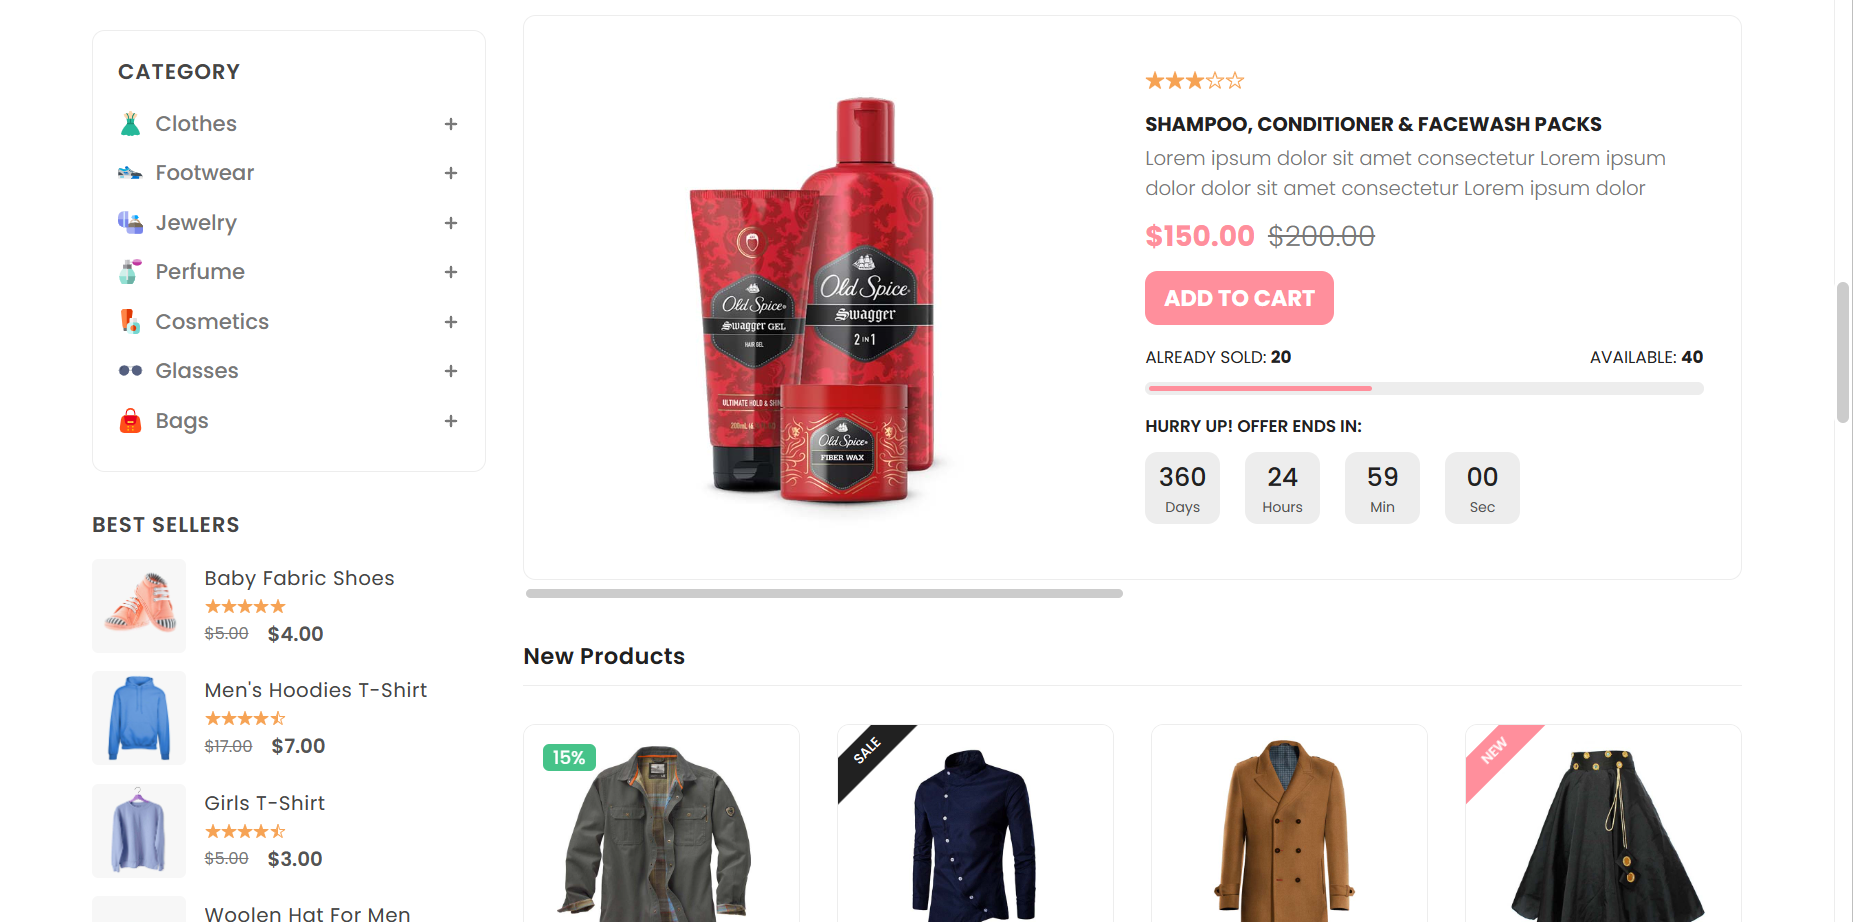 CATEGORY
Clothes
Footwear
Jewelry
Perfume
Cosmetics
Glasses
Bags
BEST SELLERS
Baby Fabric Shoes
$5.00 $4.00
Men's Hoodies T-Shirt
$17.00 $7.00
Girls T-Shirt
$5.00 $3.00
Woolen Hat For Men
Old Spice
Swagger GEL
HAIR GEL
ULTIMATE HOLD & SHIN
Old Spice
Swagger
2 IN 1
Old Spice
FIBER WAX
SHAMPOO, CONDITIONER & FACEWASH PACKS
Lorem ipsum dolor sit amet consectetur Lorem ipsum
dolor dolor sit amet consectetur Lorem ipsum dolor
$150.00 $200.00
ADD TO CART
ALREADY SOLD: 20 AVAILABLE: 40
HURRY UP! OFFER ENDS IN:
360 24 59 00
Days Hours Min Sec
New Products
15%
SALE
NEW